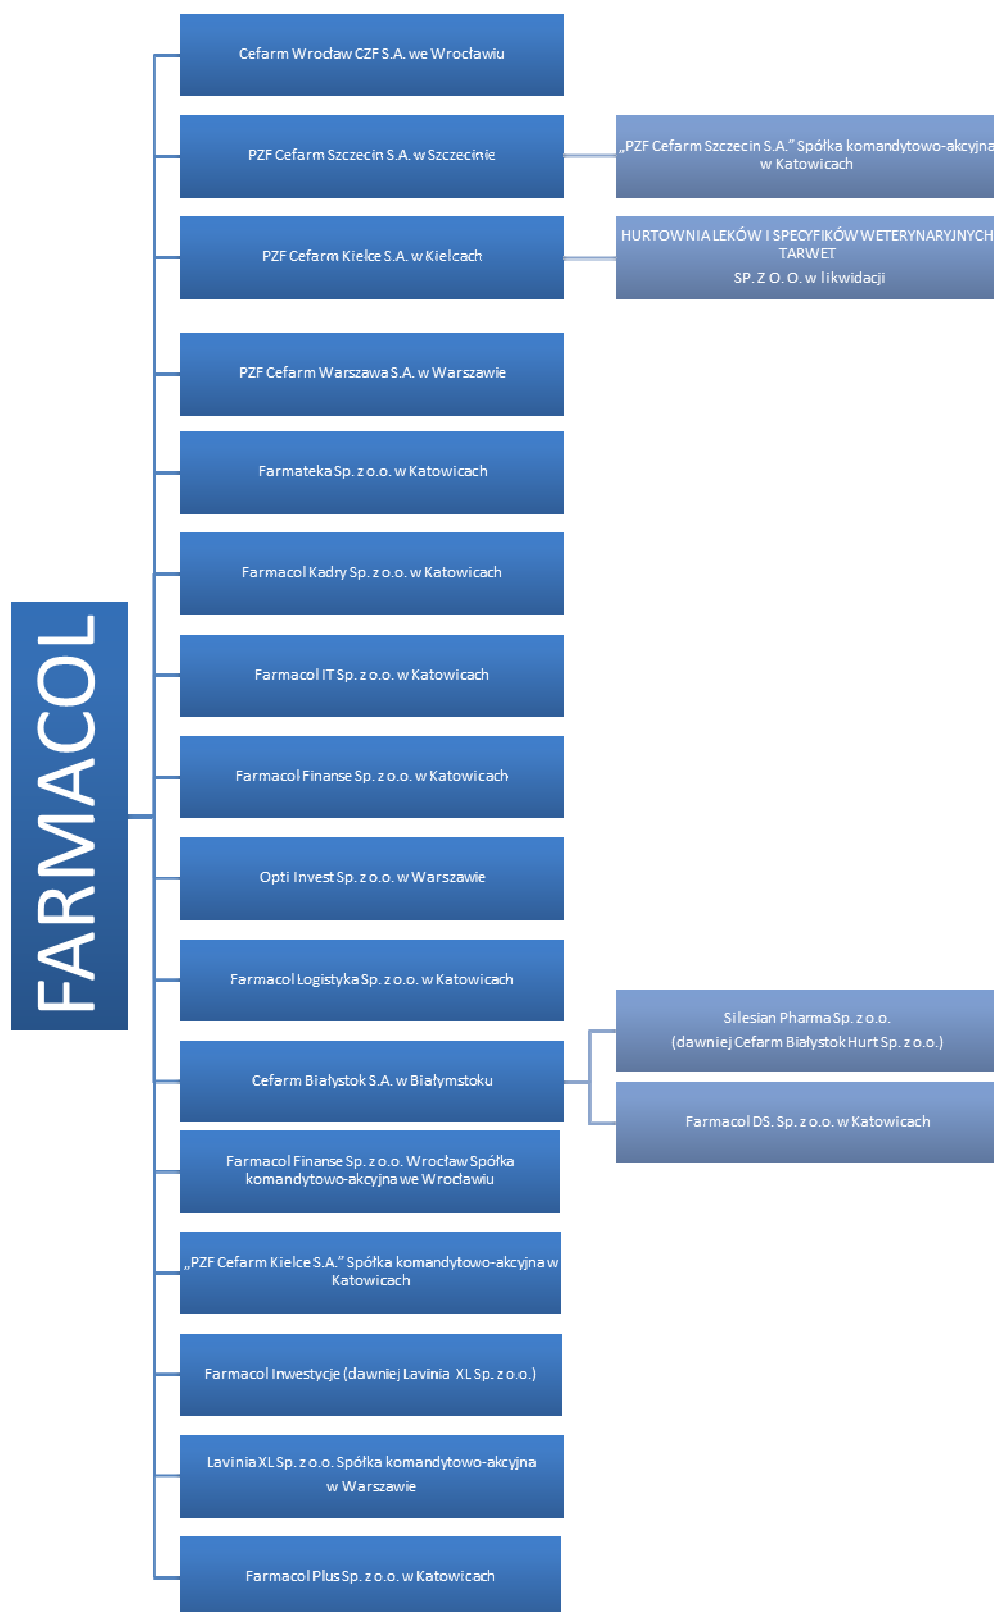 FARMACOL
Cefarm Wrocław CZF S.A. we Wrocławiu
PZF Cefarm Szczecin S.A. w Szczecinie
„PZF Cefarm Szczecin S.A.” Spółka komandytowo-akcyjna
w Katowicach
PZF Cefarm Kielce S.A. w Kielcach
HURTOWNIA LEKÓW I SPECYFIKÓW WETERYNARYJNYCH
TARWET
SP. Z O. O. w likwidacji
PZF Cefarm Warszawa S.A. w Warszawie
Farmateka Sp. z o.o. w Katowicach
Farmacol Kadry Sp. z o.o. w Katowicach
Farmacol IT Sp. z o.o. w Katowicach
Farmacol Finanse Sp. z o.o. w Katowicach
Opti Invest Sp. z o.o. w Warszawie
Farmacol Logistyka Sp. z o.o. w Katowicach
Cefarm Białystok S.A. w Białymstoku
Silesian Pharma Sp. z o.o.
(dawniej Cefarm Białystok Hurt Sp. z o.o.)
Farmacol DS. Sp. z o.o. w Katowicach
Farmacol Finanse Sp. z o.o. Wrocław Spółka
komandytowo-akcyjna we Wrocławiu
„PZF Cefarm Kielce S.A.” Spółka komandytowo-akcyjna w
Katowicach
Farmacol Inwestycje (dawniej Lavinia XL Sp. z o.o.)
Lavinia XL Sp. z o.o. Spółka komandytowo-akcyjna
w Warszawie
Farmacol Plus Sp. z o.o. w Katowicach